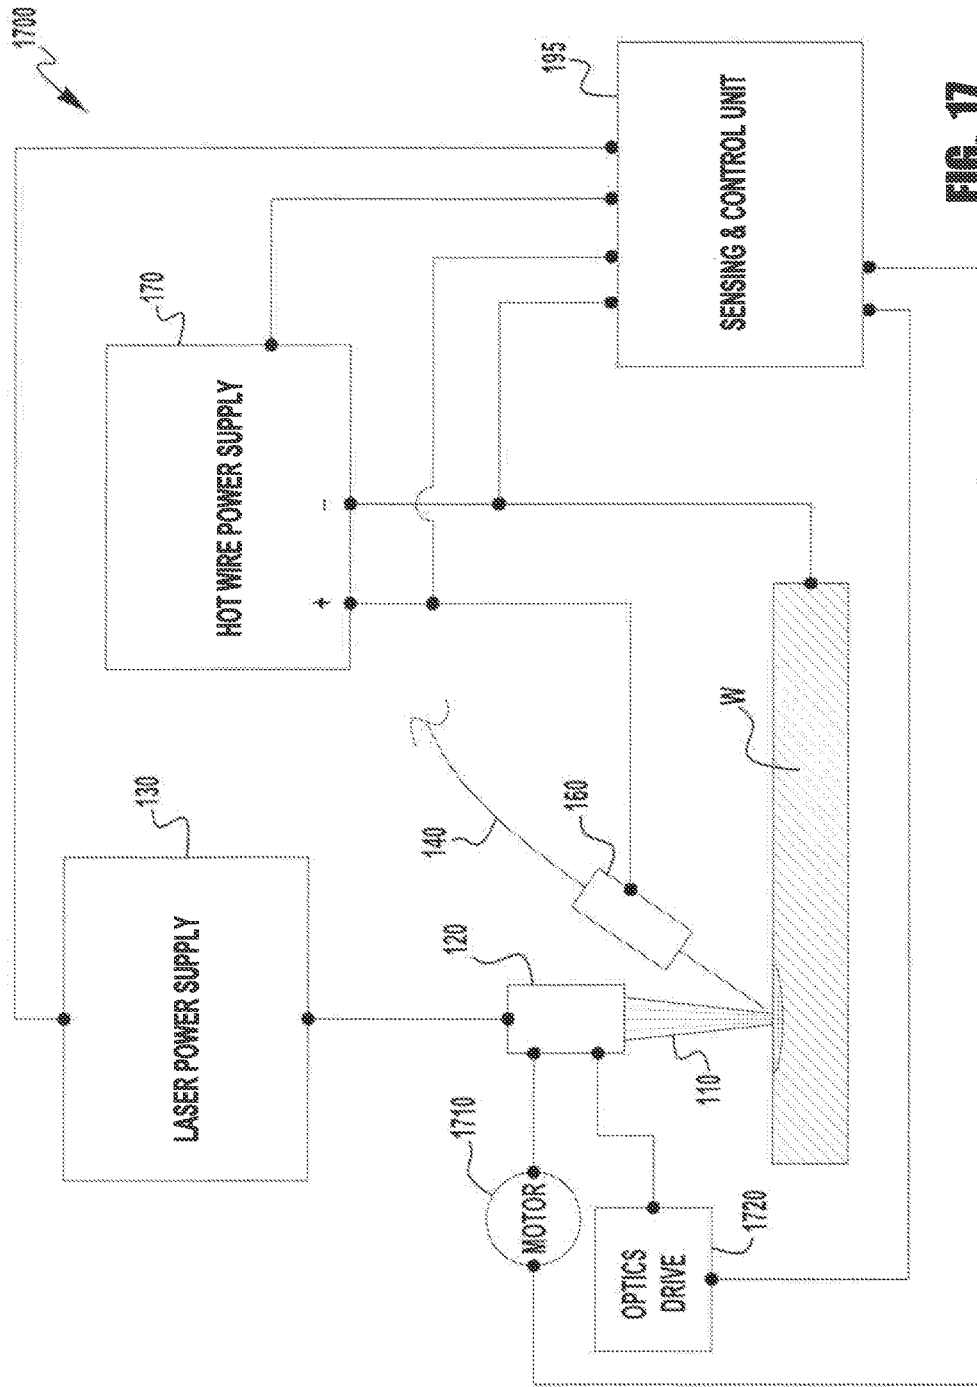 1700
130
LASER POWER SUPPLY
170
HOT WIRE POWER SUPPLY
+
-
195
SENSING & CONTROL UNIT
140
160
120
110
W
1710
MOTOR
1720
OPTICS
DRIVE
FIG. 17